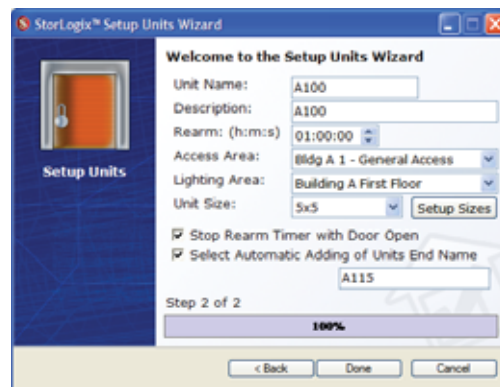 StorLogix™ Setup Units Wizard
Welcome to the Setup Units Wizard
Unit Name: A100
Description: A100
Rearm: (h:m:s) 01:00:00
Access Area: Bldg A 1 - General Access
Lighting Area: Building A First Floor
Unit Size: 5x5 Setup Sizes
Setup Units
Stop Rearm Timer with Door Open
Select Automatic Adding of Units End Name
A115
Step 2 of 2
100%
< Back Done Cancel